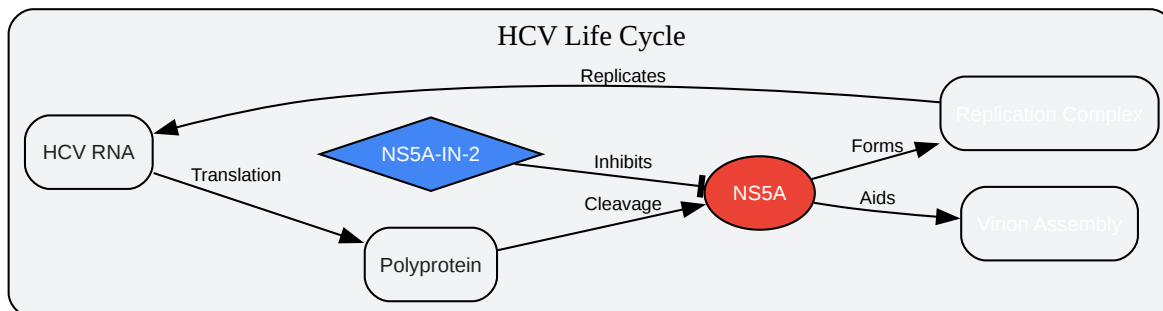 HCV Life Cycle
Replicates
Replication Complex
HCV RNA
NS5A-IN-2
Inhibits
Forms
Translation
NS5A
Cleavage
Aids
Virion Assembly
Polyprotein